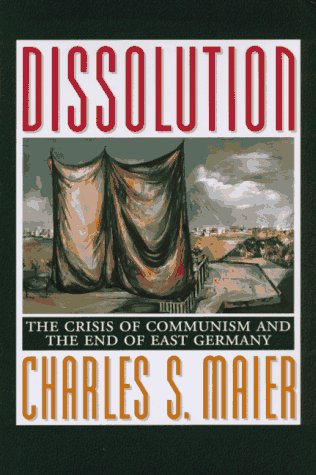 DISSOLUTION
THE CRISIS OF COMMUNISM AND
THE END OF EAST GERMANY
CHARLES S. MAIER